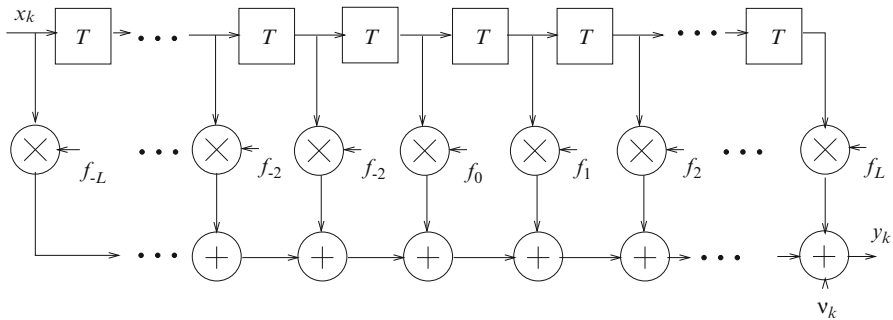 x_k
T
T
T
T
T
T
f_{-L}
f_{-2}
f_{-2}
f_0
f_1
f_2
f_L
y_k
ν_k